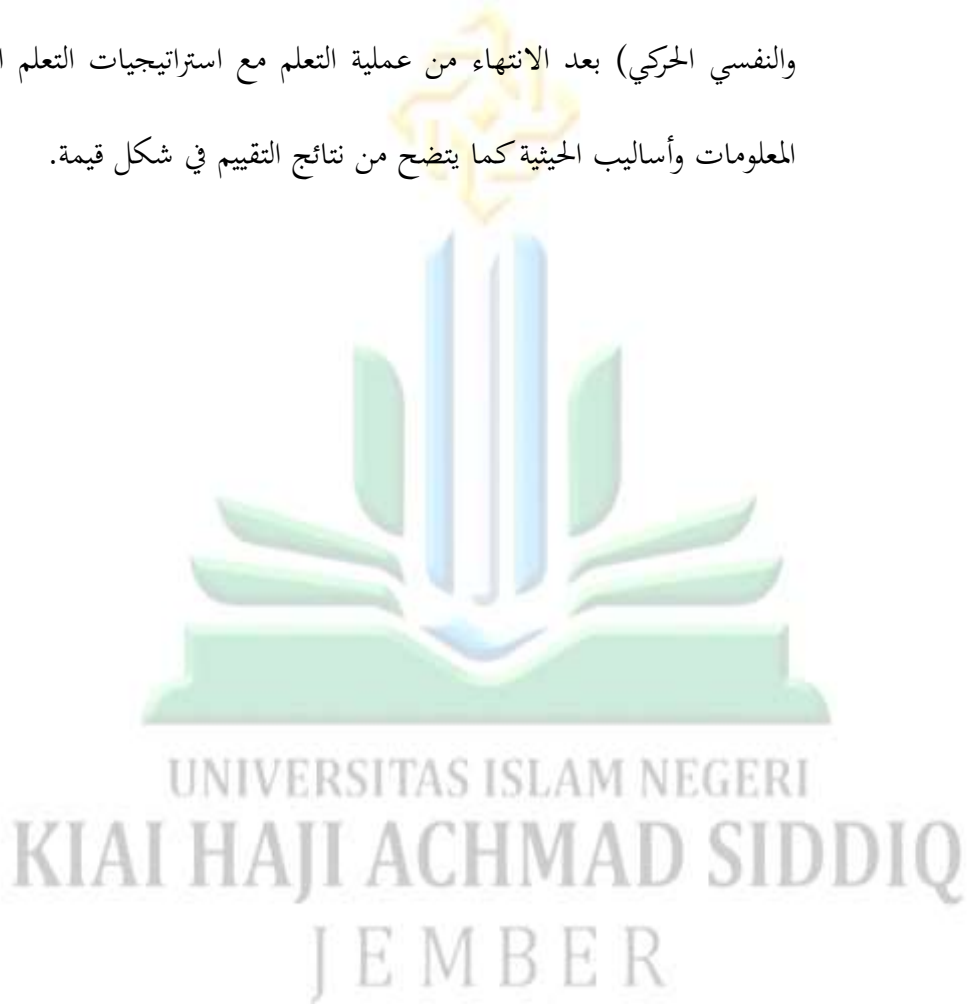 والنفسي الحركي) بعد الانتهاء من عملية التعلم مع استراتيجيات التعلم
المعلومات وأساليب الحيثية كما يتضح من نتائج التقييم في شكل قيمة.
UNIVERSITAS ISLAM NEGERI
KIAI HAJI ACHMAD SIDDIQ
JEMBER